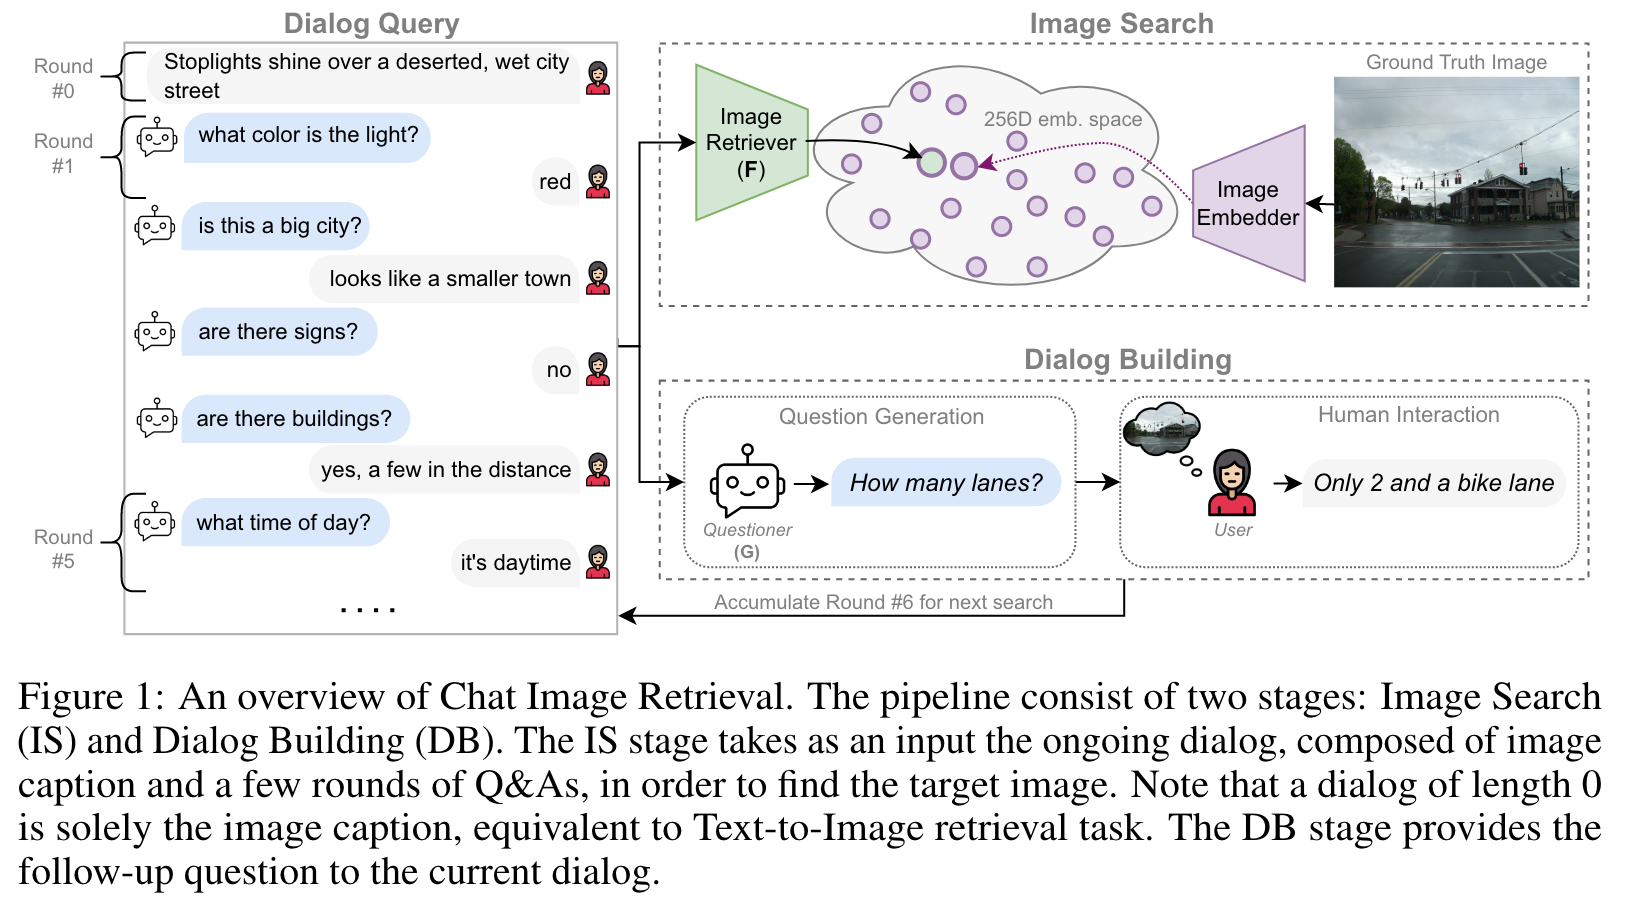 Dialog Query
Round
#0
Stoplights shine over a deserted, wet city
street
Round
#1
what color is the light?
red
is this a big city?
looks like a smaller town
are there signs?
no
are there buildings?
yes, a few in the distance
Round
#5
what time of day?
it's daytime
. . . .
Image Search
Image
Retriever
(F)
256D emb. space
Image
Embedder
Ground Truth Image
Dialog Building
Question Generation
Questioner
(G)
How many lanes?
Human Interaction
User
Only 2 and a bike lane
Accumulate Round #6 for next search
Figure 1: An overview of Chat Image Retrieval. The pipeline consist of two stages: Image Search
(IS) and Dialog Building (DB). The IS stage takes as an input the ongoing dialog, composed of image
caption and a few rounds of Q&As, in order to find the target image. Note that a dialog of length 0
is solely the image caption, equivalent to Text-to-Image retrieval task. The DB stage provides the
follow-up question to the current dialog.